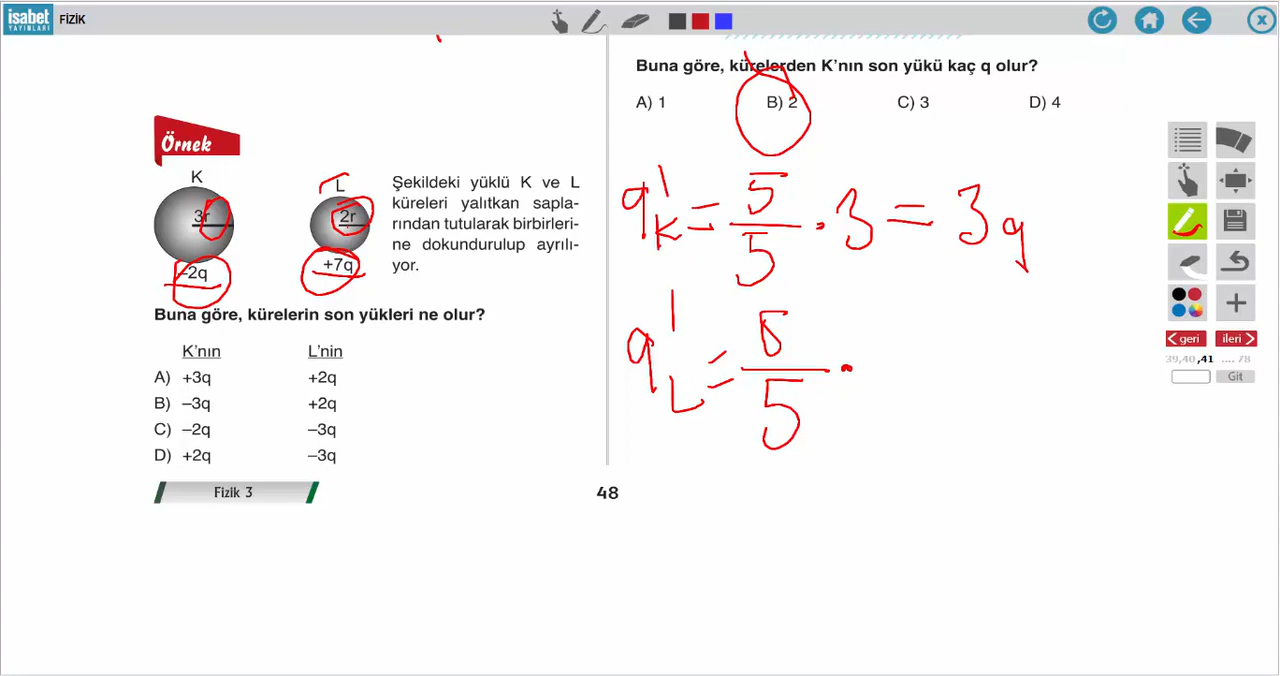 isabet
YAYINLARI
FİZİK
Örnek
K
L
3r
2r
–2q
+7q
Şekildeki yüklü K ve L
küreleri yalıtkan sapla-
rından tutularak birbirleri-
ne dokundurulup ayrılı-
yor.
Buna göre, kürelerin son yükleri ne olur?
K'nın L'nin
A) +3q +2q
B) –3q +2q
C) –2q –3q
D) +2q –3q
Fizik 3
48
Buna göre, kürelerden K'nın son yükü kaç q olur?
A) 1 B) 2 C) 3 D) 4
q'K = 5/5 . 3 = 3q
q'L = 5/5 .
geri ileri
39,40,41 .... 78
Git